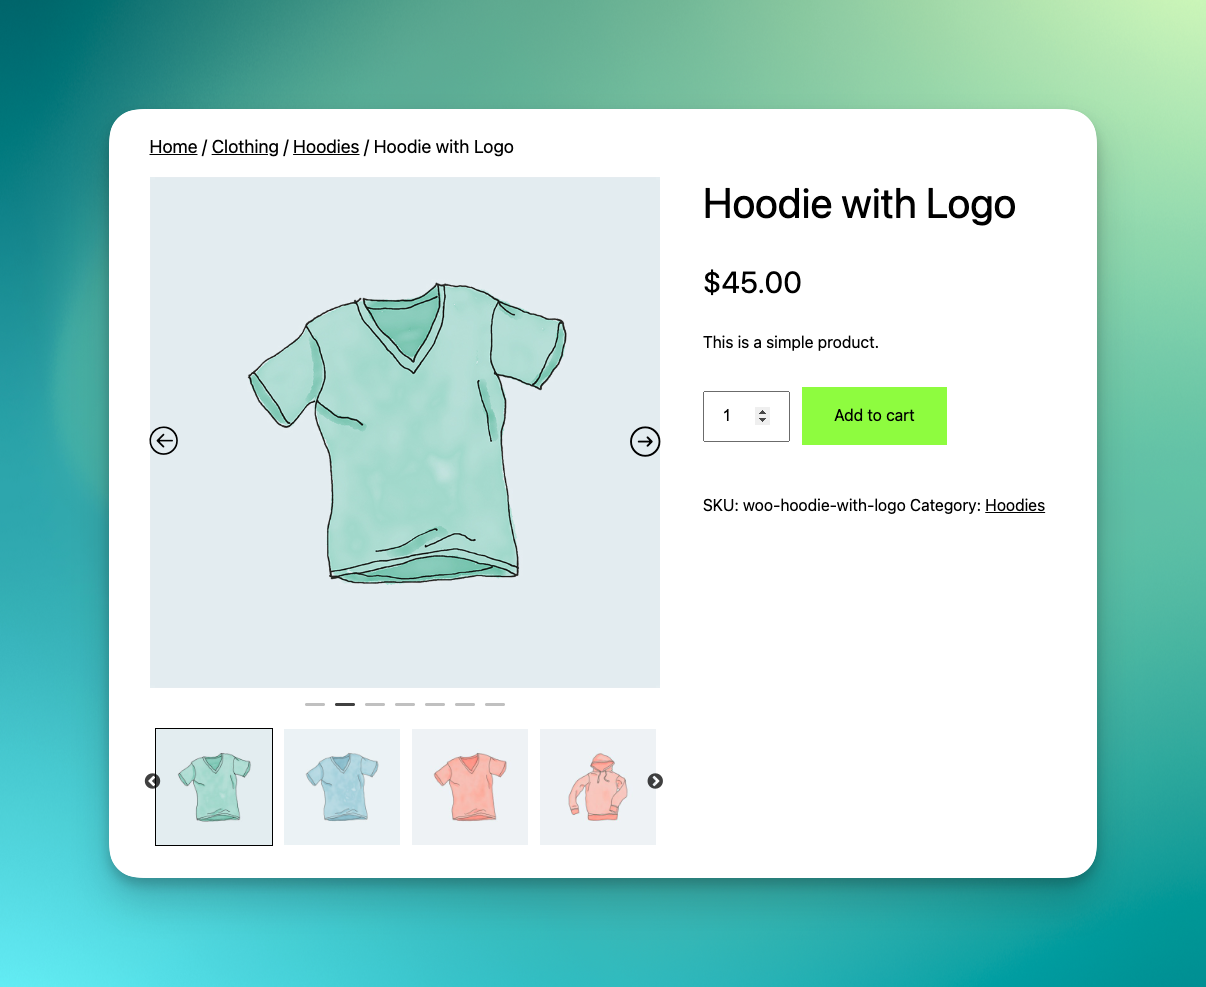 Home / Clothing / Hoodies / Hoodie with Logo
Hoodie with Logo
$45.00
This is a simple product.
1
Add to cart
SKU: woo-hoodie-with-logo Category: Hoodies